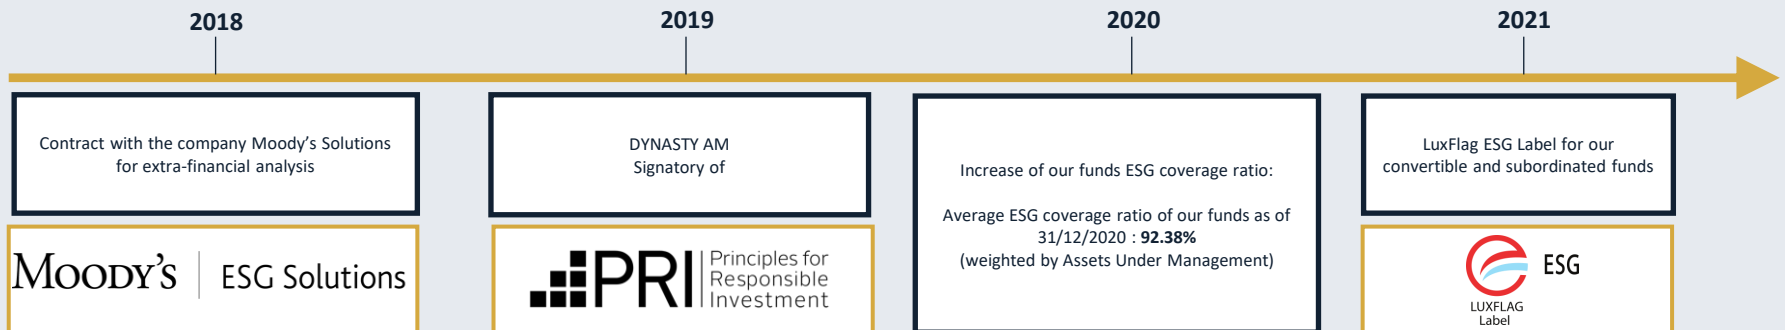 2018
2019
2020
2021
Contract with the company Moody's Solutions
for extra-financial analysis
MOODY'S | ESG Solutions
DYNASTY AM
Signatory of
PRI | Principles for
Responsible
Investment
Increase of our funds ESG coverage ratio:
Average ESG coverage ratio of our funds as of
31/12/2020 : 92.38%
(weighted by Assets Under Management)
LuxFlag ESG Label for our
convertible and subordinated funds
ESG
LUXFLAG
Label